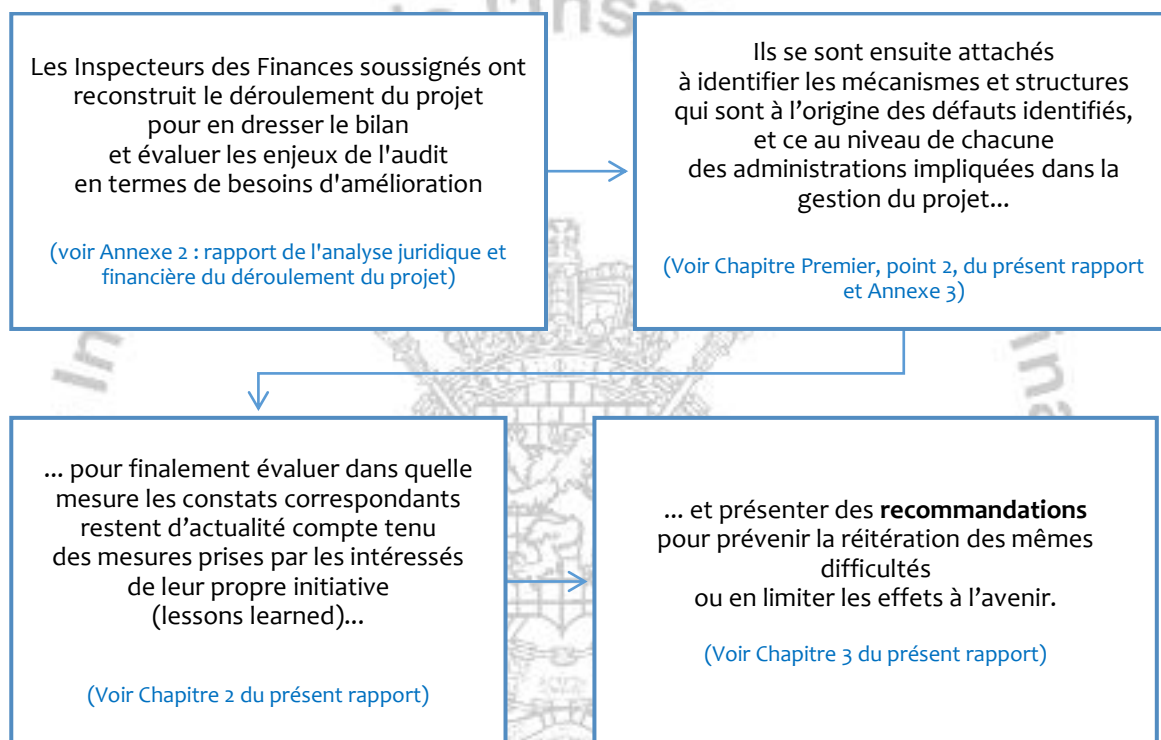 Les Inspecteurs des Finances soussignés ont
reconstruit le déroulement du projet
pour en dresser le bilan
et évaluer les enjeux de l'audit
en termes de besoins d'amélioration
(voir Annexe 2 : rapport de l'analyse juridique et
financière du déroulement du projet)
Ils se sont ensuite attachés
à identifier les mécanismes et structures
qui sont à l’origine des défauts identifiés,
et ce au niveau de chacune
des administrations impliquées dans la
gestion du projet...
(Voir Chapitre Premier, point 2, du présent rapport
et Annexe 3)
... pour finalement évaluer dans quelle
mesure les constats correspondants
restent d’actualité compte tenu
des mesures prises par les intéressés
de leur propre initiative
(lessons learned)...
(Voir Chapitre 2 du présent rapport)
... et présenter des recommandations
pour prévenir la réitération des mêmes
difficultés
ou en limiter les effets à l’avenir.
(Voir Chapitre 3 du présent rapport)